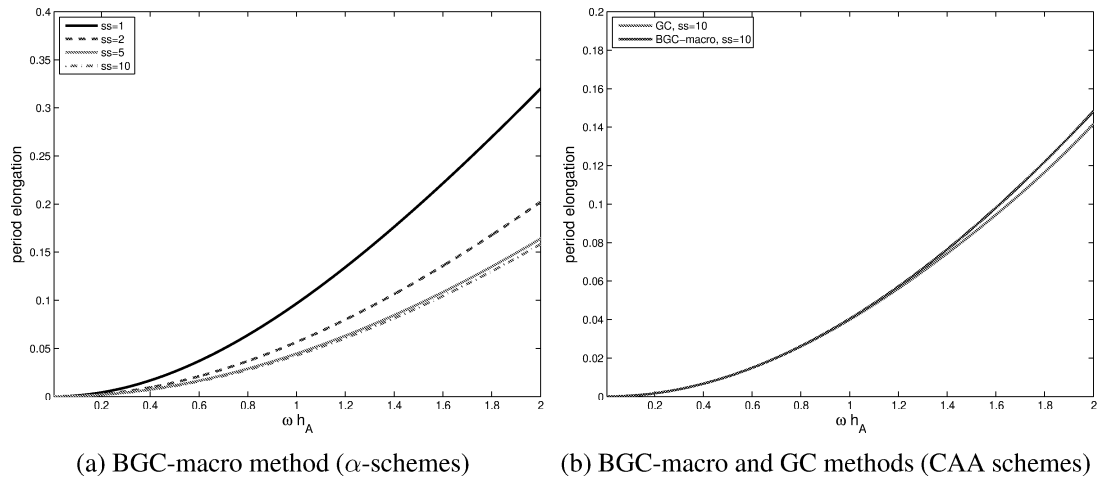 0.4
0.35
0.3
0.25
0.2
0.15
0.1
0.05
0
0.2 0.4 0.6 0.8 1 1.2 1.4 1.6 1.8 2
period elongation
ω h_A
ss=1
ss=2
ss=5
ss=10
(a) BGC-macro method (α-schemes)
0.2
0.18
0.16
0.14
0.12
0.1
0.08
0.06
0.04
0.02
0
0.2 0.4 0.6 0.8 1 1.2 1.4 1.6 1.8 2
period elongation
ω h_A
GC, ss=10
BGC-macro, ss=10
(b) BGC-macro and GC methods (CAA schemes)